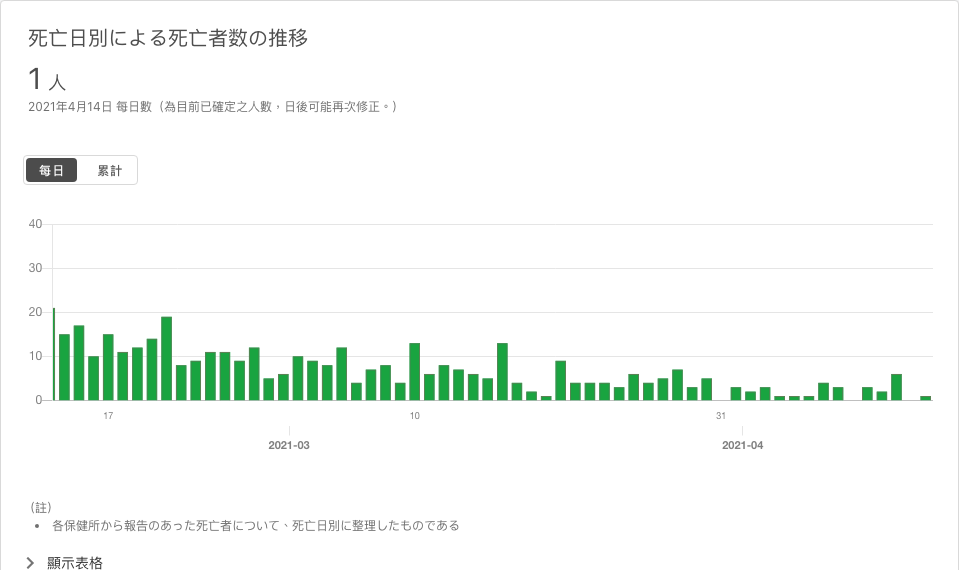 死亡日別による死亡者数の推移
1 人
2021年4月14日 每日數（為目前已確定之人數，日後可能再次修正。）
每日 累計
40
30
20
10
0
17 10 31
2021-03 2021-04
（註）
• 各保健所から報告のあった死亡者について、死亡日別に整理したものである
顯示表格